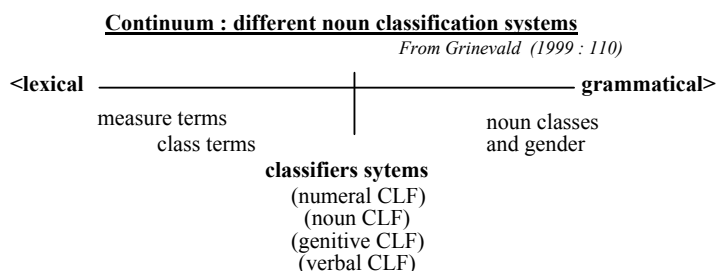 Continuum : different noun classification systems
From Grinevald (1999 : 110)
<lexical grammatical>
measure terms noun classes
class terms and gender
classifiers sytems
(numeral CLF)
(noun CLF)
(genitive CLF)
(verbal CLF)